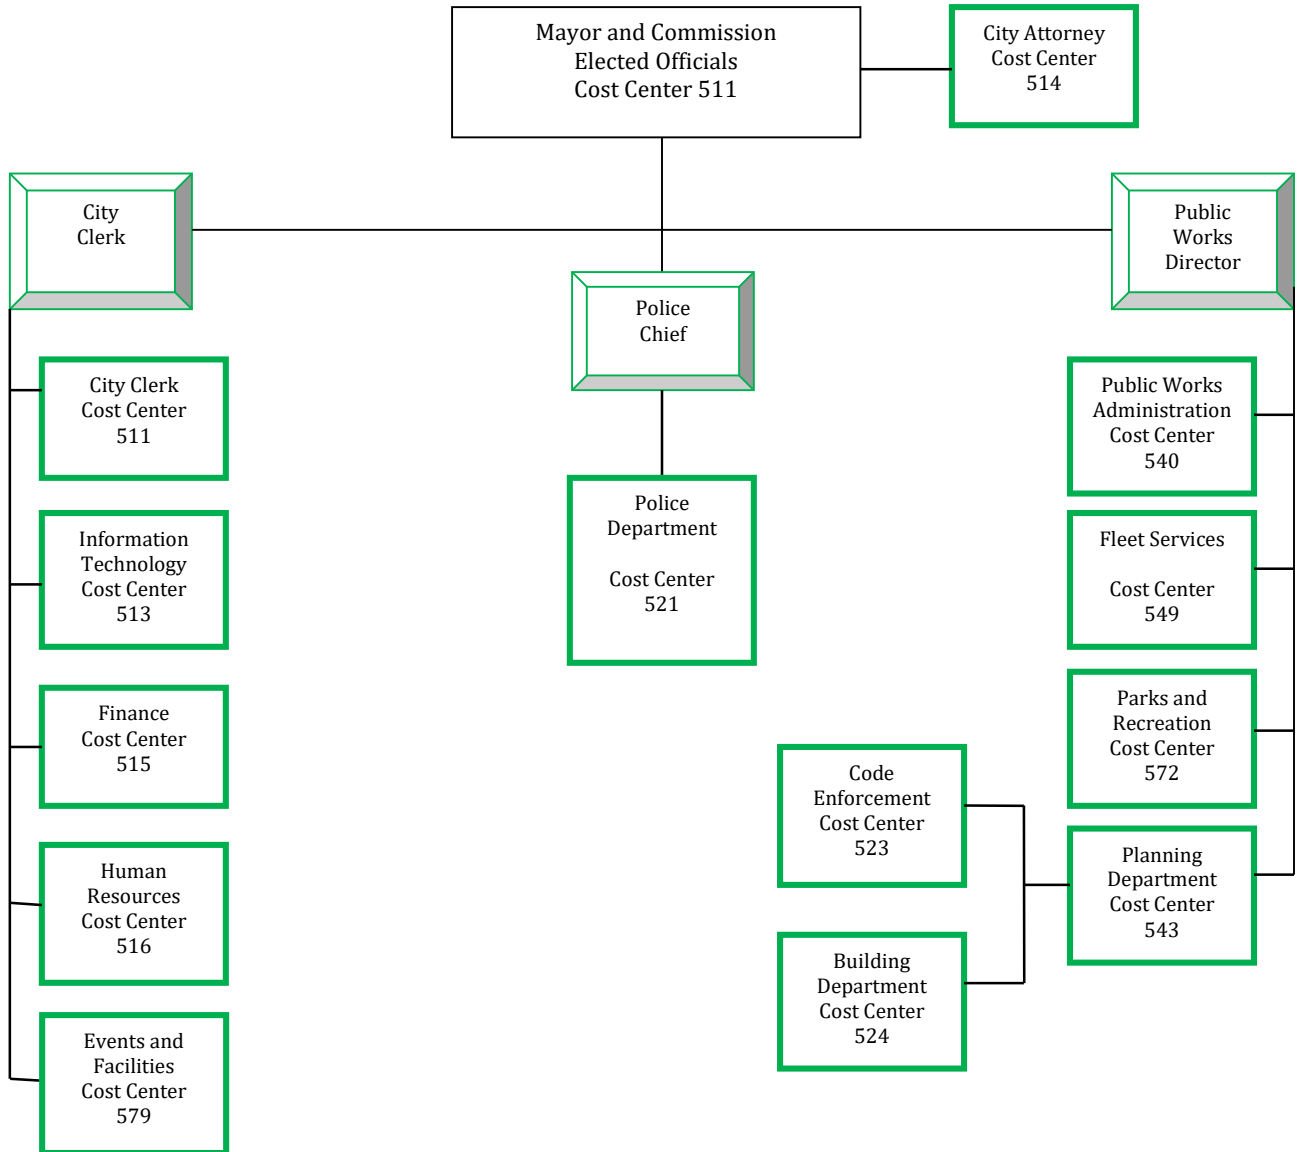 Mayor and Commission
Elected Officials
Cost Center 511
City Attorney
Cost Center
514
City
Clerk
Public
Works
Director
Police
Chief
City Clerk
Cost Center
511
Information
Technology
Cost Center
513
Finance
Cost Center
515
Human
Resources
Cost Center
516
Events and
Facilities
Cost Center
579
Police
Department
Cost Center
521
Public Works
Administration
Cost Center
540
Fleet Services
Cost Center
549
Parks and
Recreation
Cost Center
572
Planning
Department
Cost Center
543
Code
Enforcement
Cost Center
523
Building
Department
Cost Center
524